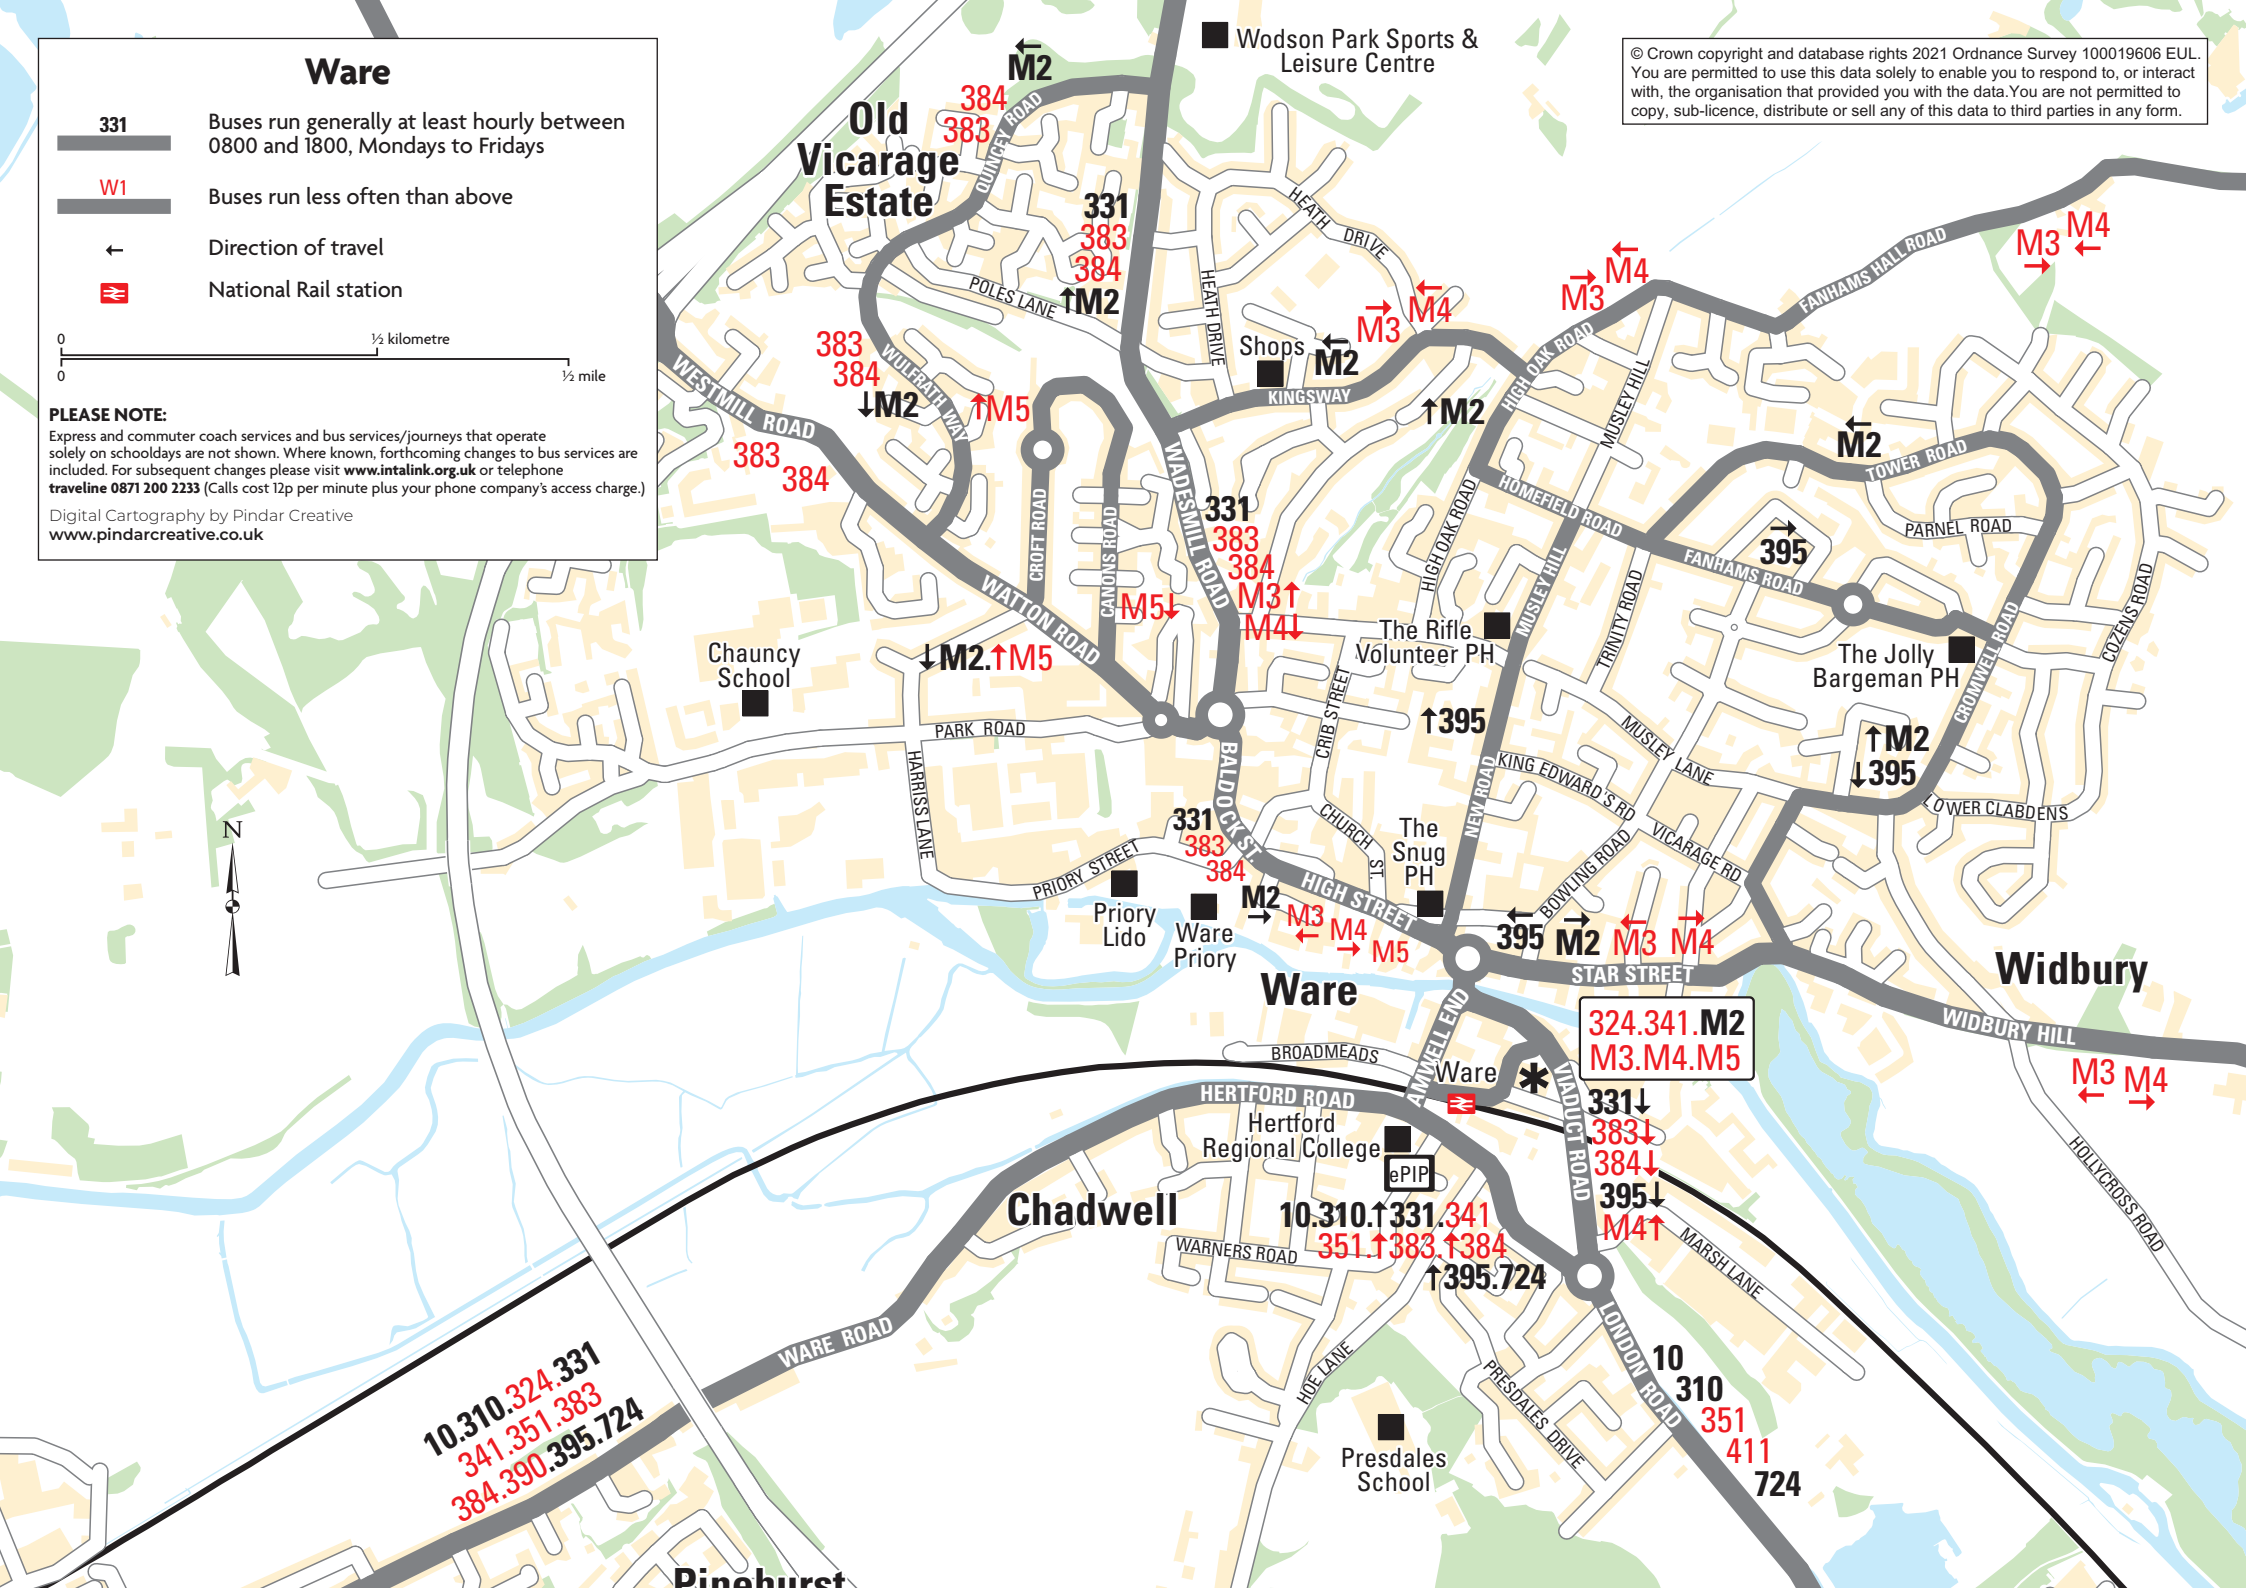 Ware
331
Buses run generally at least hourly between
0800 and 1800, Mondays to Fridays
W1
Buses run less often than above
←
Direction of travel
National Rail station
0
½ kilometre
0
½ mile
PLEASE NOTE:
Express and commuter coach services and bus services/journeys that operate
solely on schooldays are not shown. Where known, forthcoming changes to bus services are
included. For subsequent changes please visit www.intalink.org.uk or telephone
traveline 0871 200 2233 (Calls cost 12p per minute plus your phone company's access charge.)
Digital Cartography by Pindar Creative
www.pindarcreative.co.uk
© Crown copyright and database rights 2021 Ordnance Survey 100019606 EUL.
You are permitted to use this data solely to enable you to respond to, or interact
with, the organisation that provided you with the data.You are not permitted to
copy, sub-licence, distribute or sell any of this data to third parties in any form.
Wodson Park Sports &
Leisure Centre
←
M2
384
383
QUINCEY ROAD
Old
Vicarage
Estate
331
383
384
↑M2
POLES LANE
HEATH DRIVE
HEATH DRIVE
Shops
←
M2
KINGSWAY
→
M3
←
M4
→
M3
←
M4
M3
→
M4
←
FANHAMS HALL ROAD
HIGH OAK ROAD
MUSLEY HILL
↑M2
383
384
↓M2
WULFRATH WAY
↑M5
WESTMILL ROAD
383
384
CROFT ROAD
CANONS ROAD
WADESMILL ROAD
331
383
384
M3↑
M4↓
M5↓
WATTON ROAD
↓M2.↑M5
HIGH OAK ROAD
HOMEFIELD ROAD
MUSLEY HILL
TRINITY ROAD
FANHAMS ROAD
→
395
←
M2
TOWER ROAD
PARNEL ROAD
COZENS ROAD
CROMWELL ROAD
The Rifle
Volunteer PH
The Jolly
Bargeman PH
Chauncy
School
PARK ROAD
HARRISS LANE
BALDOCK ST.
CRIB STREET
↑395
MUSLEY LANE
↑M2
↓395
LOWER CLABDENS
KING EDWARD'S RD
NEW ROAD
CHURCH ST.
The
Snug
PH
VICARAGE RD
BOWLING ROAD
331
383
384
M2
→
M3
←
M4
→
M5
PRIORY STREET
Priory
Lido
Ware
Priory
HIGH STREET
←
395
→
M2
←
M3
→
M4
STAR STREET
Ware
Widbury
WIDBURY HILL
M3
←
M4
→
HOLLYCROSS ROAD
324.341.M2
M3.M4.M5
AMWELL END
BROADMEADS
Ware
*
VIADUCT ROAD
331↓
383↓
384↓
395↓
M4↑
HERTFORD ROAD
Hertford
Regional College
ePIP
10.310.↑331.341
351.↑383.↑384
↑395.724
Chadwell
WARNERS ROAD
MARSH LANE
HOE LANE
WARE ROAD
LONDON ROAD
10
310
351
411
724
PRESDALES DRIVE
Presdales
School
10.310.324.331
341.351.383
384.390.395.724
Pinehurst
N